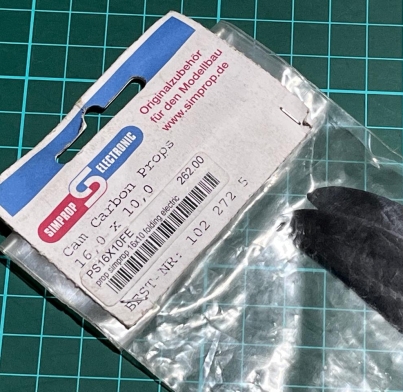 SIMPROP ELECTRONIC
Originalzubehör
für den Modellbau
www.simprop.de
Cam Carbon Props
16,0 x 10,0
PS16X10FE
262.00
prop simprop 16x10 folding electric
BEST-NR: 102 272 5